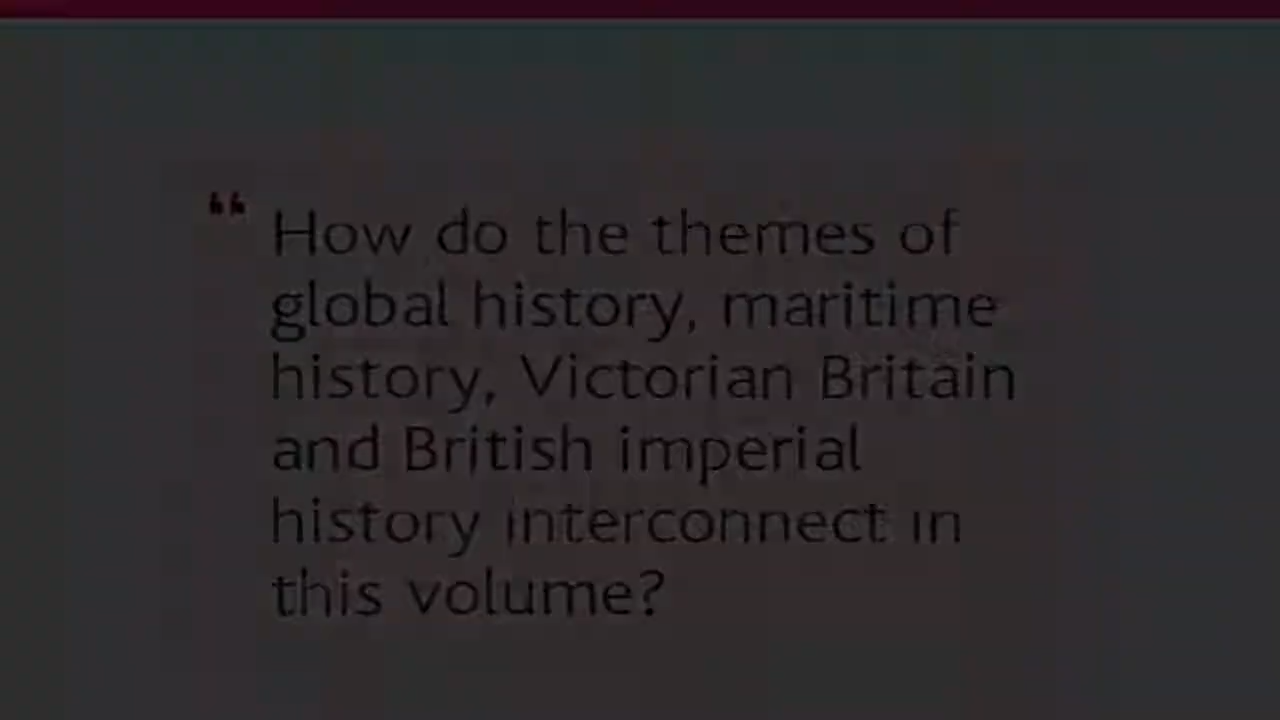 “ How do the themes of
global history, maritime
history, Victorian Britain
and British imperial
history interconnect in
this volume?